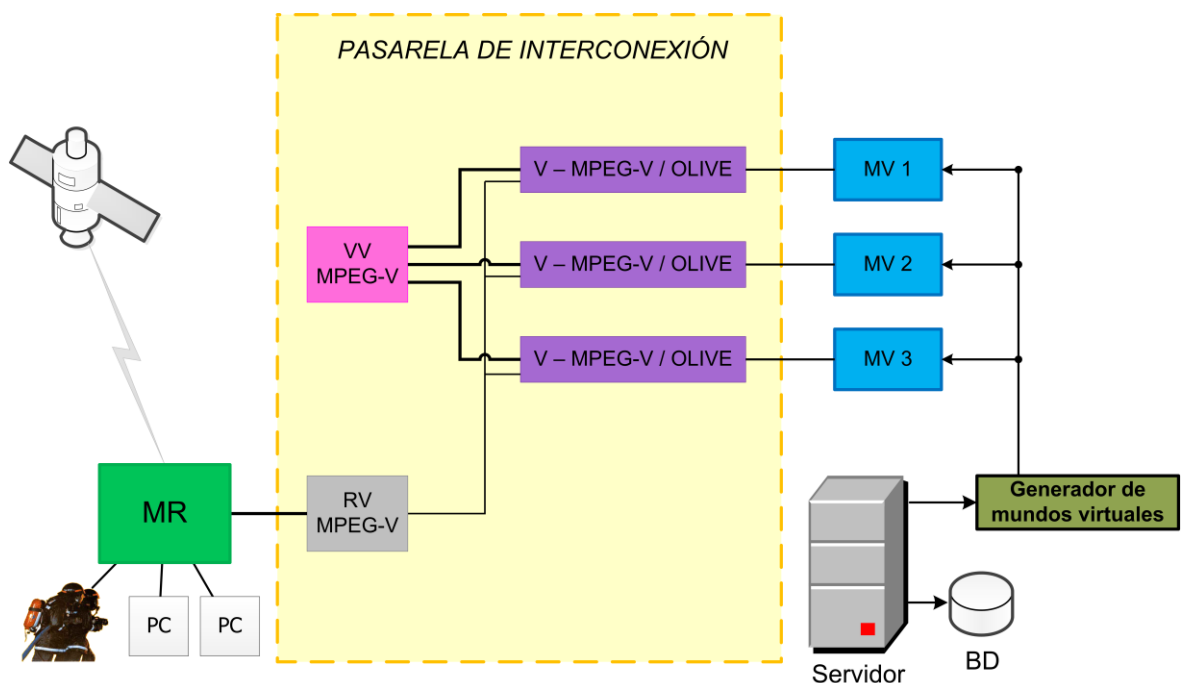 PASARELA DE INTERCONEXIÓN
V – MPEG-V / OLIVE
MV 1
VV
MPEG-V
V – MPEG-V / OLIVE
MV 2
V – MPEG-V / OLIVE
MV 3
MR
RV
MPEG-V
Generador de
mundos virtuales
PC
PC
Servidor
BD